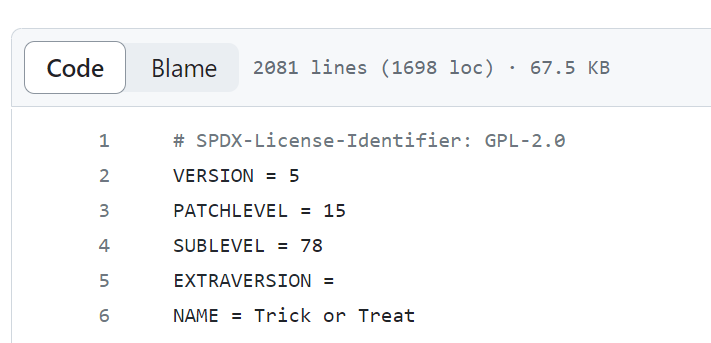 Code Blame 2081 lines (1698 loc) · 67.5 KB
1 # SPDX-License-Identifier: GPL-2.0
2 VERSION = 5
3 PATCHLEVEL = 15
4 SUBLEVEL = 78
5 EXTRAVERSION =
6 NAME = Trick or Treat